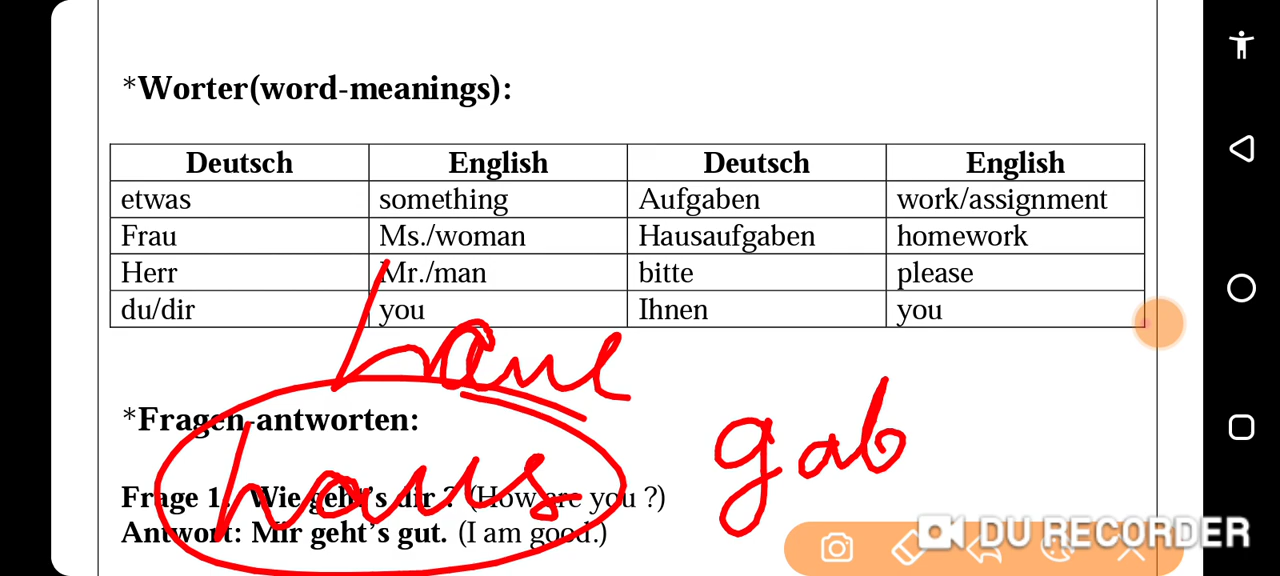 *Worter(word-meanings):
Deutsch English Deutsch English
etwas something Aufgaben work/assignment
Frau Ms./woman Hausaufgaben homework
Herr Mr./man bitte please
du/dir you Ihnen you
*Fragen-antworten:
haus
gab
Frage 1. Wie geht's dir ? (How are you ?)
Antwort: Mir geht's gut. (I am good.)
DU RECORDER